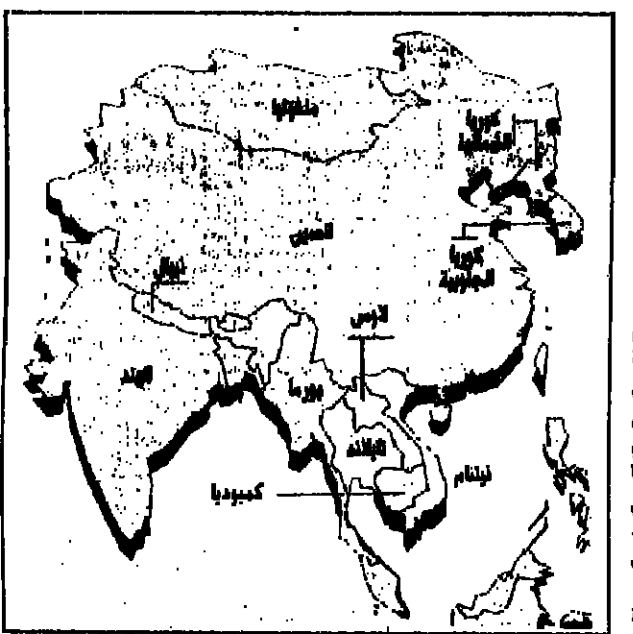 منغوليا
كوريا
الشمالية
الصين
كوريا
الجنوبية
نيبال
لاوس
الهند
بورما
تايلاند
فيتنام
كمبوديا